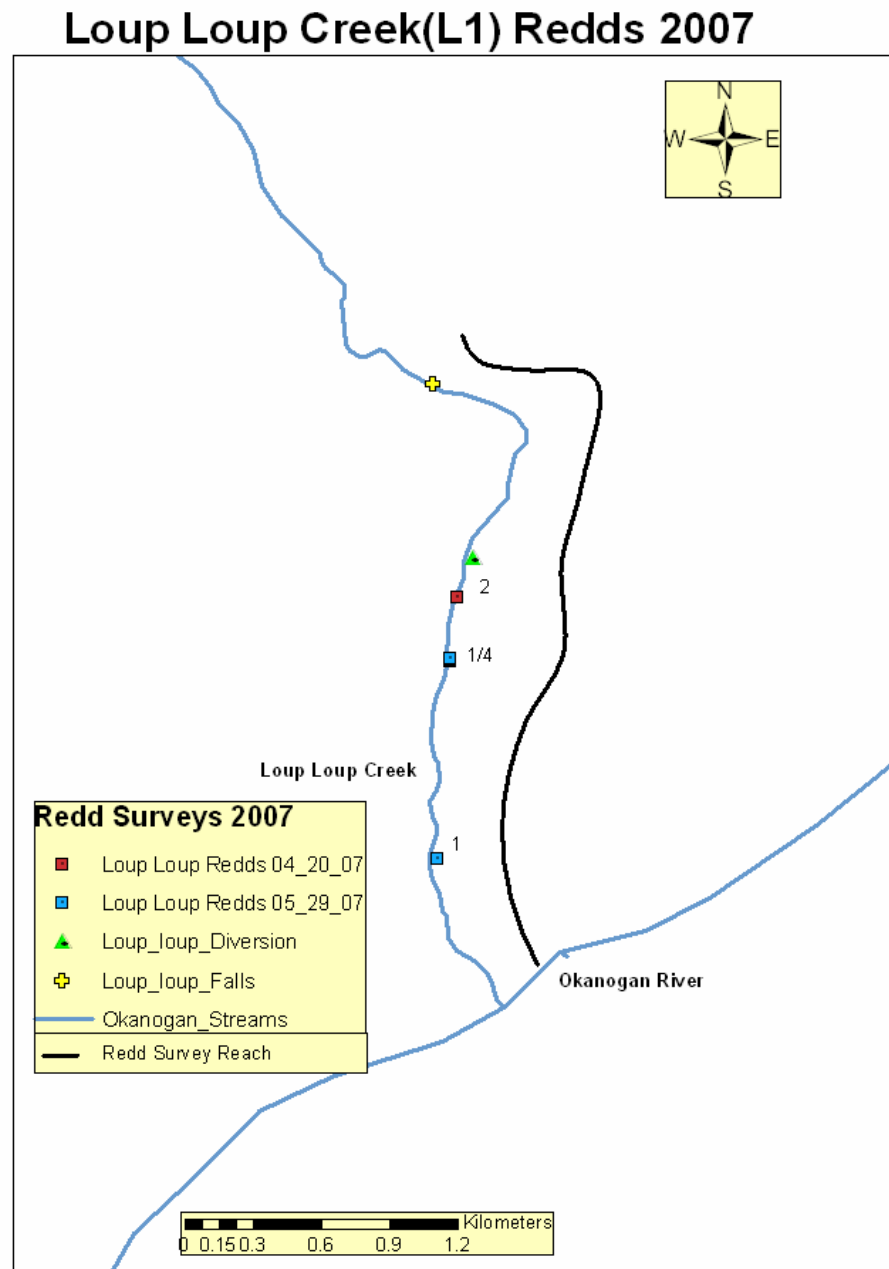 Loup Loup Creek(L1) Redds 2007
N
W E
S
2
1/4
Loup Loup Creek
1
Redd Surveys 2007
Loup Loup Redds 04_20_07
Loup Loup Redds 05_29_07
Loup_loup_Diversion
Loup_loup_Falls
Okanogan_Streams
Redd Survey Reach
Okanogan River
Kilometers
0 0.15 0.3 0.6 0.9 1.2